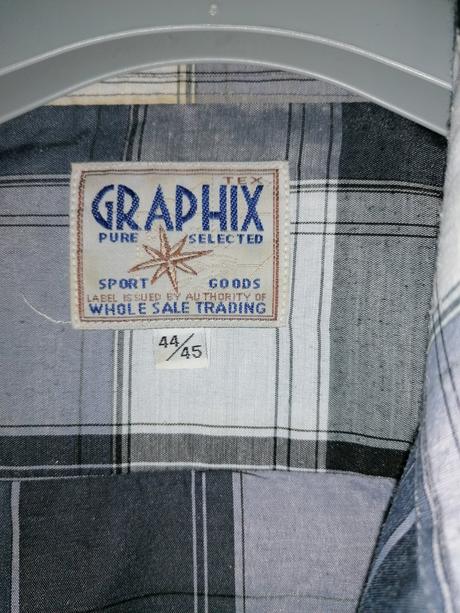 TEX
GRAPHIX
PURE SELECTED
SPORT GOODS
LABEL ISSUED BY AUTHORITY OF
WHOLE SALE TRADING
44/45